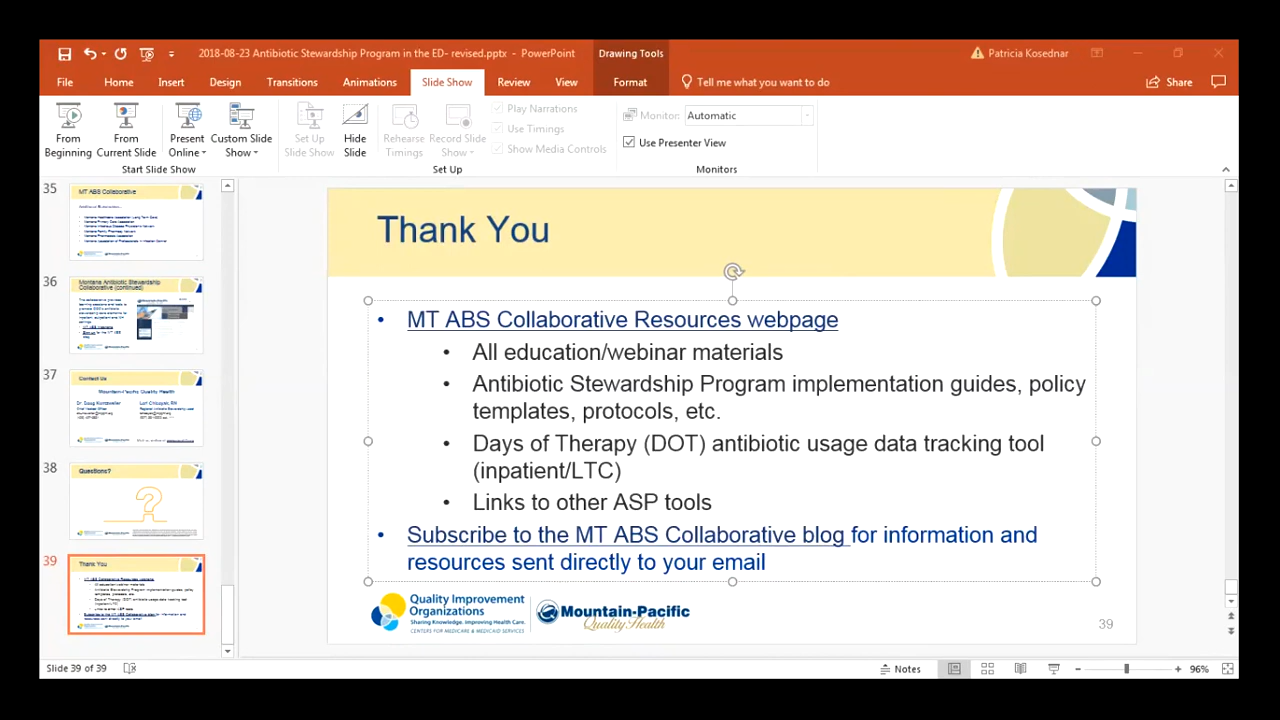 2018-08-23 Antibiotic Stewardship Program in the ED- revised.pptx - PowerPoint
Drawing Tools
Patricia Kosednar
File Home Insert Design Transitions Animations Slide Show Review View Format Tell me what you want to do Share
From Beginning
From Current Slide
Present Online
Custom Slide Show
Set Up Slide Show
Hide Slide
Rehearse Timings
Record Slide Show
Play Narrations
Use Timings
Show Media Controls
Monitor: Automatic
Use Presenter View
Start Slide Show
Set Up
Monitors
35
MT ABS Collaborative
36
Montana Antibiotic Stewardship
Collaborative (continued)
37
Contact Us
Mountain-Pacific Quality Health
38
Questions?
39
Thank You
Thank You
• MT ABS Collaborative Resources webpage
• All education/webinar materials
• Antibiotic Stewardship Program implementation guides, policy
templates, protocols, etc.
• Days of Therapy (DOT) antibiotic usage data tracking tool
(inpatient/LTC)
• Links to other ASP tools
• Subscribe to the MT ABS Collaborative blog for information and
resources sent directly to your email
Quality Improvement
Organizations
Sharing Knowledge. Improving Health Care.
CENTERS FOR MEDICARE & MEDICAID SERVICES
Mountain-Pacific
Quality Health
39
Slide 39 of 39
Notes
96%